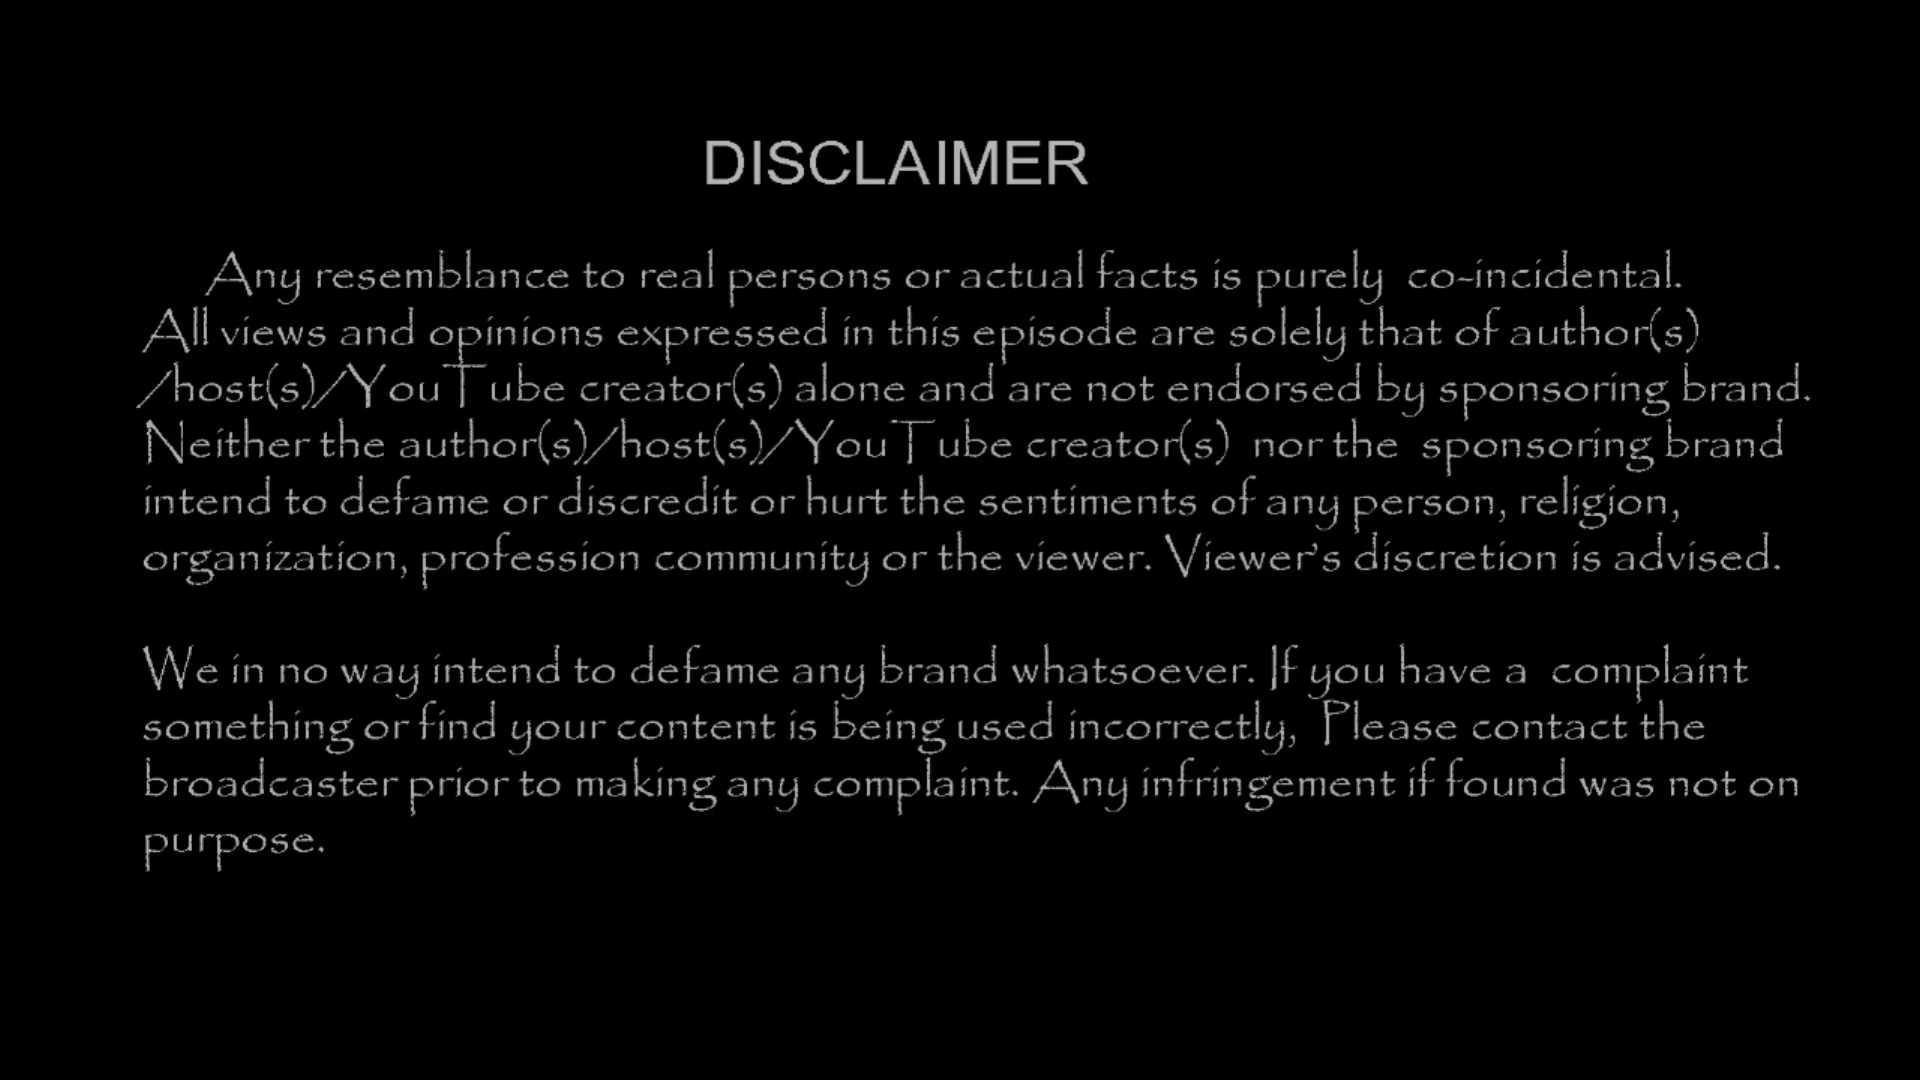 DISCLAIMER
Any resemblance to real persons or actual facts is purely co-incidental.
All views and opinions expressed in this episode are solely that of author(s)
/host(s)/YouTube creator(s) alone and are not endorsed by sponsoring brand.
Neither the author(s)/host(s)/YouTube creator(s) nor the sponsoring brand
intend to defame or discredit or hurt the sentiments of any person, religion,
organization, profession community or the viewer. Viewer's discretion is advised.
We in no way intend to defame any brand whatsoever. If you have a complaint
something or find your content is being used incorrectly, Please contact the
broadcaster prior to making any complaint. Any infringement if found was not on
purpose.